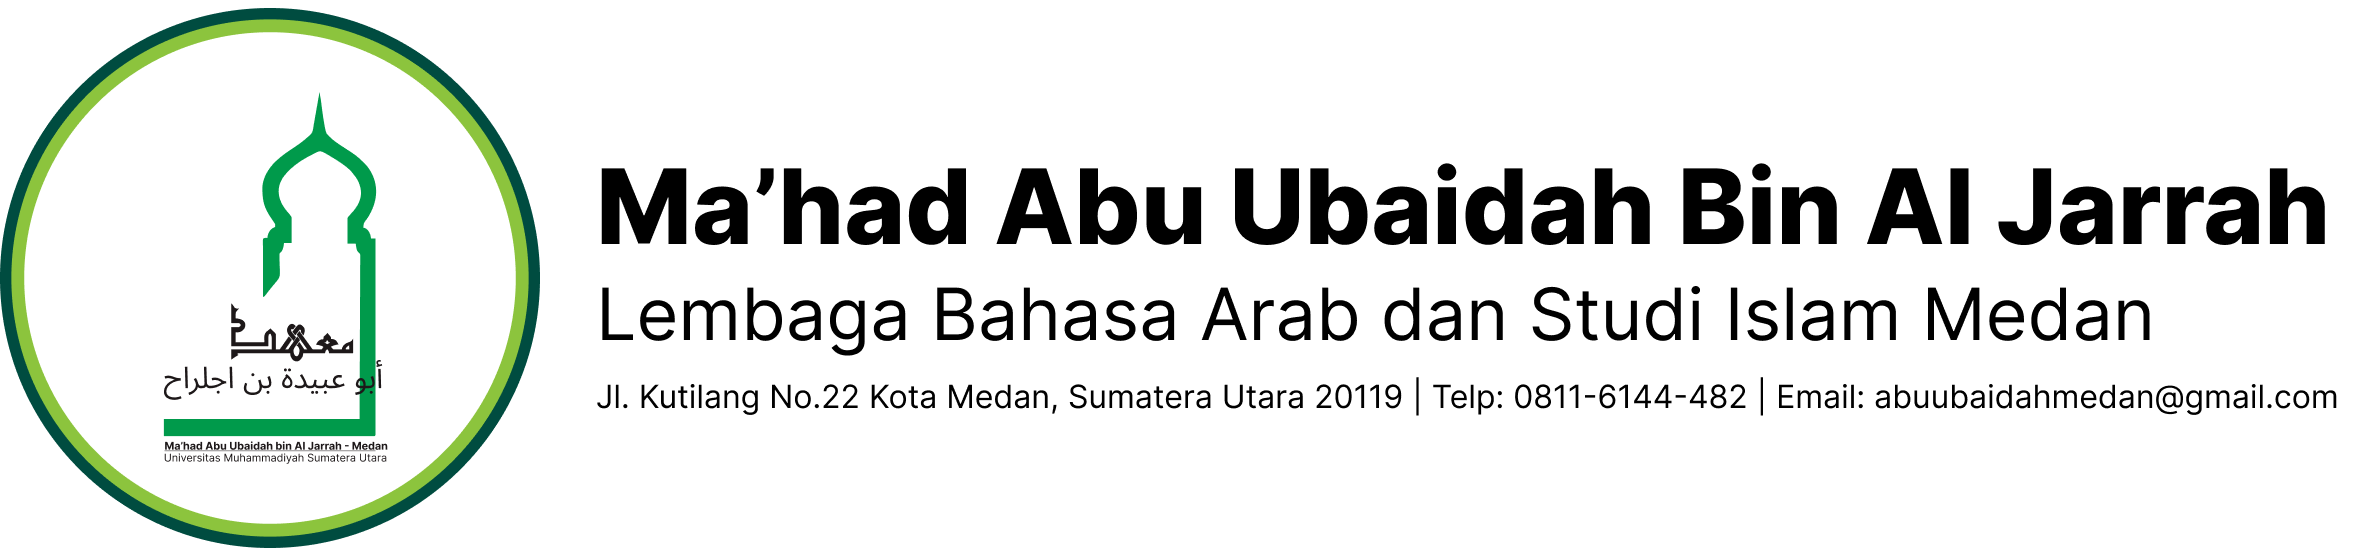 معهد
أبو عبيدة بن اجلراح
Ma'had Abu Ubaidah bin Al Jarrah - Medan
Universitas Muhammadiyah Sumatera Utara
Ma’had Abu Ubaidah Bin Al Jarrah
Lembaga Bahasa Arab dan Studi Islam Medan
Jl. Kutilang No.22 Kota Medan, Sumatera Utara 20119 | Telp: 0811-6144-482 | Email: abuubaidahmedan@gmail.com